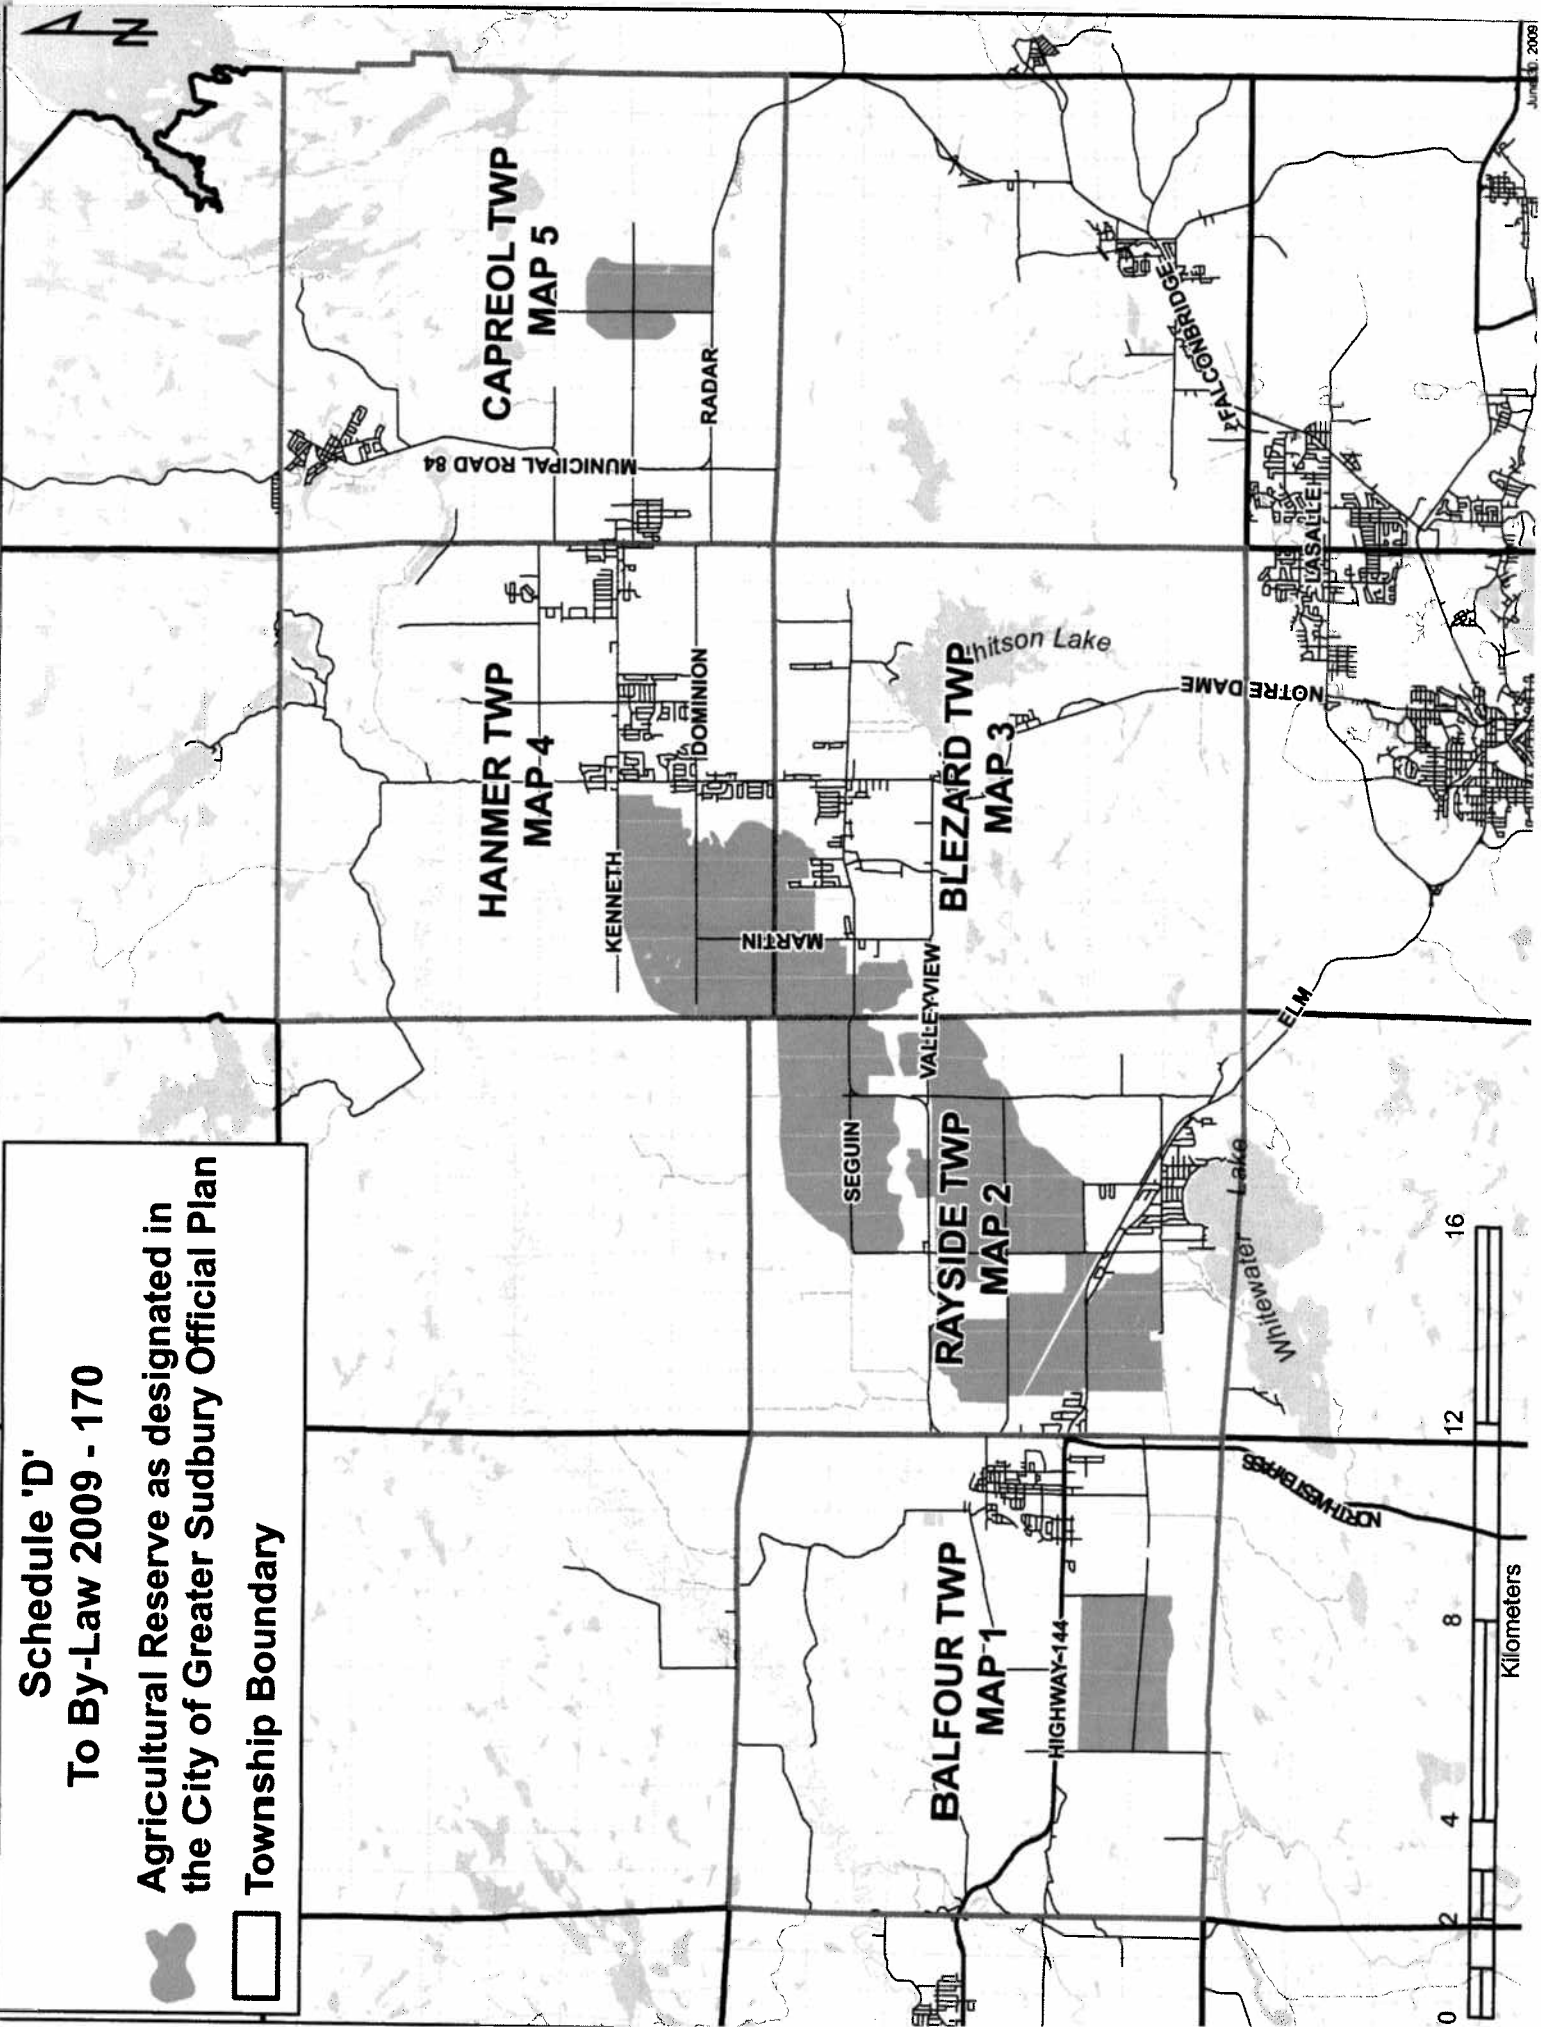 Schedule 'D'
To By-Law 2009 - 170
Agricultural Reserve as designated in
the City of Greater Sudbury Official Plan
Township Boundary
N
CAPREOL TWP
MAP 5
MUNICIPAL ROAD 84
RADAR
HANMER TWP
MAP 4
KENNETH
DOMINION
MARTIN
BLEZARD TWP
MAP 3
hitson Lake
VALLEYVIEW
NOTRE DAME
LASALLE
FALCONBRIDGE
ELM
SEGUIN
RAYSIDE TWP
MAP 2
Whitewater Lake
BALFOUR TWP
MAP 1
HIGHWAY 144
NORTHWEST BYPASS
0 2 4 8 12 16
Kilometers
2009